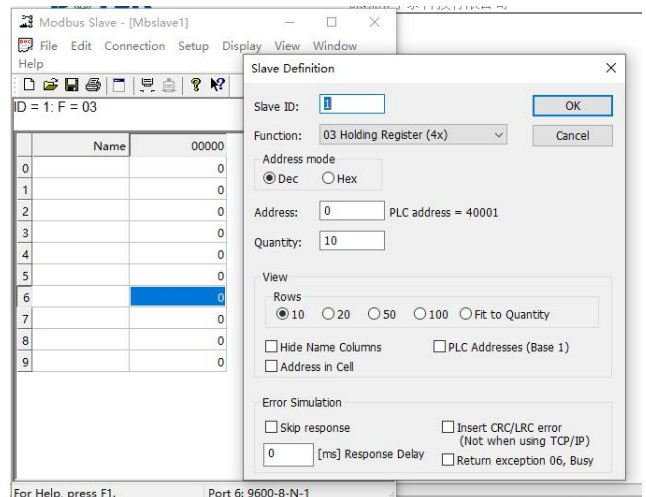 Modbus Slave - [Mbslave1]
File Edit Connection Setup Display View Window
Help
ID = 1: F = 03
Name 00000
0 0
1 0
2 0
3 0
4 0
5 0
6 0
7 0
8 0
9 0
For Help, press F1. Port 6: 9600-8-N-1
Slave Definition
Slave ID: 1 OK
Function: 03 Holding Register (4x) Cancel
Address mode
Dec Hex
Address: 0 PLC address = 40001
Quantity: 10
View
Rows
10 20 50 100 Fit to Quantity
Hide Name Columns PLC Addresses (Base 1)
Address in Cell
Error Simulation
Skip response Insert CRC/LRC error
(Not when using TCP/IP)
0 [ms] Response Delay
Return exception 06, Busy